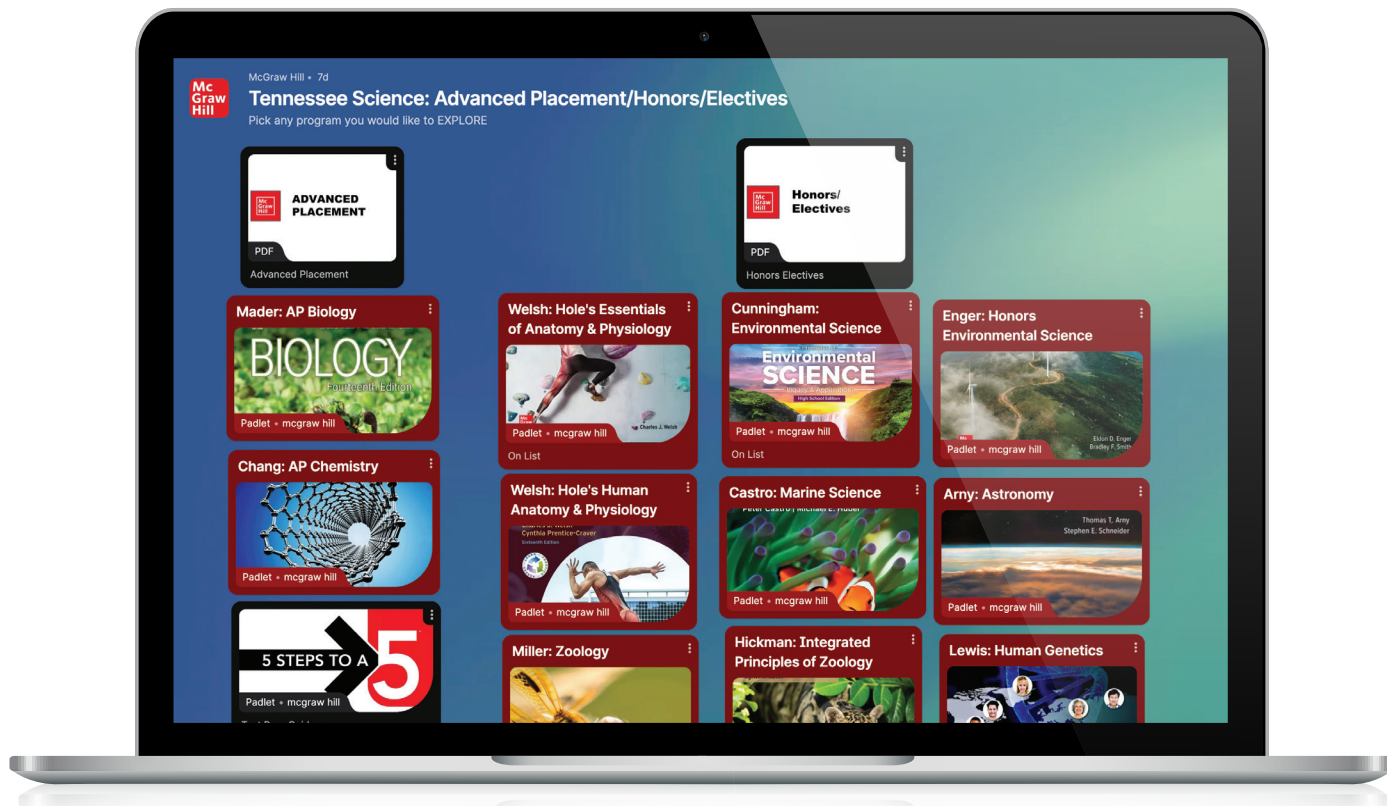 Mc
Graw
Hill
McGraw Hill • 7d
Tennessee Science: Advanced Placement/Honors/Electives
Pick any program you would like to EXPLORE
Mc
Graw
Hill
ADVANCED
PLACEMENT
PDF
Advanced Placement
Mc
Graw
Hill
Honors/
Electives
PDF
Honors Electives
Mader: AP Biology
BIOLOGY
Fourteenth Edition
Padlet • mcgraw hill
Chang: AP Chemistry
Padlet • mcgraw hill
5 STEPS TO A 5
Padlet • mcgraw hill
Welsh: Hole's Essentials
of Anatomy & Physiology
Charles J. Welsh
Padlet • mcgraw hill
On List
Welsh: Hole's Human
Anatomy & Physiology
Cynthia Prentice-Craver
Sixteenth Edition
Padlet • mcgraw hill
Miller: Zoology
Cunningham:
Environmental Science
Environmental
SCIENCE
Inquiry & Applications
High School Edition
Padlet • mcgraw hill
On List
Castro: Marine Science
Peter Castro | Michael E. Huber
Padlet • mcgraw hill
Hickman: Integrated
Principles of Zoology
Enger: Honors
Environmental Science
Eldon D. Enger
Bradley F. Smith
Padlet • mcgraw hill
Arny: Astronomy
Thomas T. Arny
Stephen E. Schneider
Padlet • mcgraw hill
Lewis: Human Genetics